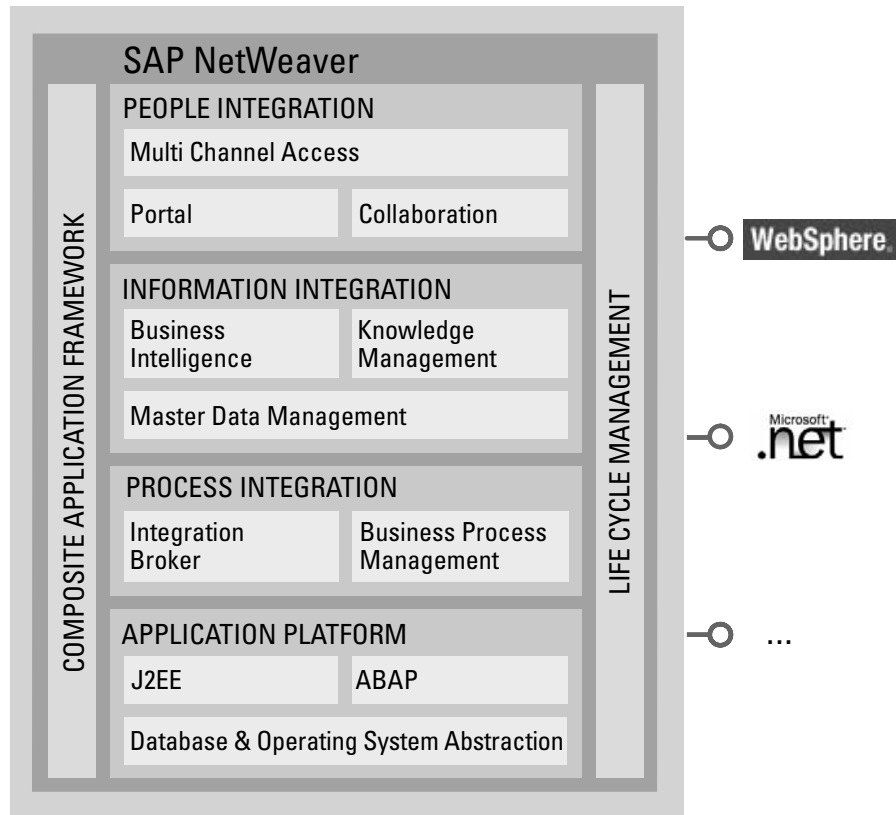 SAP NetWeaver
COMPOSITE APPLICATION FRAMEWORK
PEOPLE INTEGRATION
Multi Channel Access
Portal
Collaboration
INFORMATION INTEGRATION
Business
Intelligence
Knowledge
Management
Master Data Management
PROCESS INTEGRATION
Integration
Broker
Business Process
Management
APPLICATION PLATFORM
J2EE
ABAP
Database & Operating System Abstraction
LIFE CYCLE MANAGEMENT
WebSphere.
Microsoft
.net
...